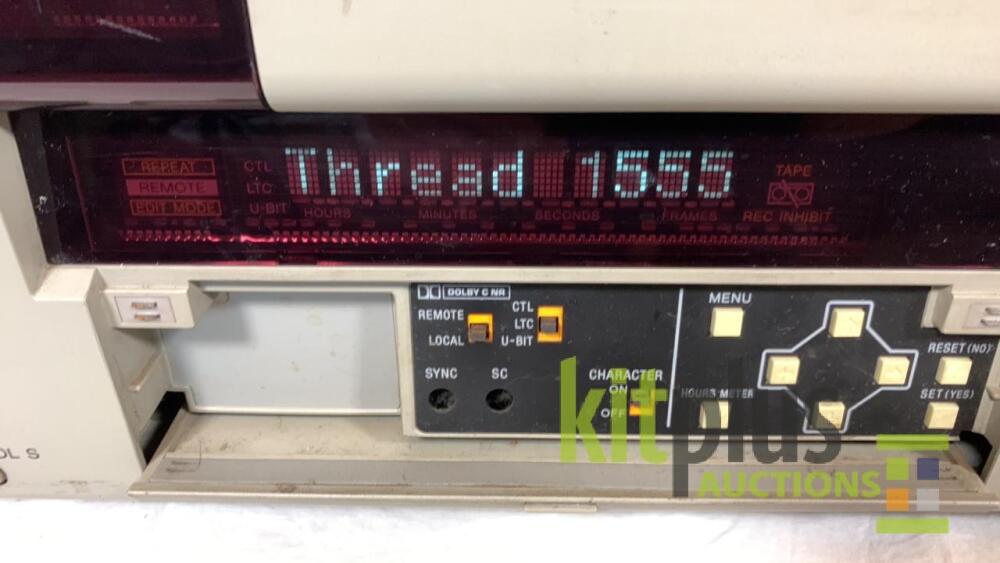 REPEAT
REMOTE
EDIT MODE
CTL
LTC
U-BIT
Thread 1555
HOURS MINUTES SECONDS FRAMES
TAPE
REC INHIBIT
DOLBY C NR
REMOTE
LOCAL
CTL
LTC
U-BIT
SYNC
SC
CHARACTER
ON
OFF
MENU
HOURS METER
RESET (NO)
SET (YES)
OL S
kitplus
AUCTIONS